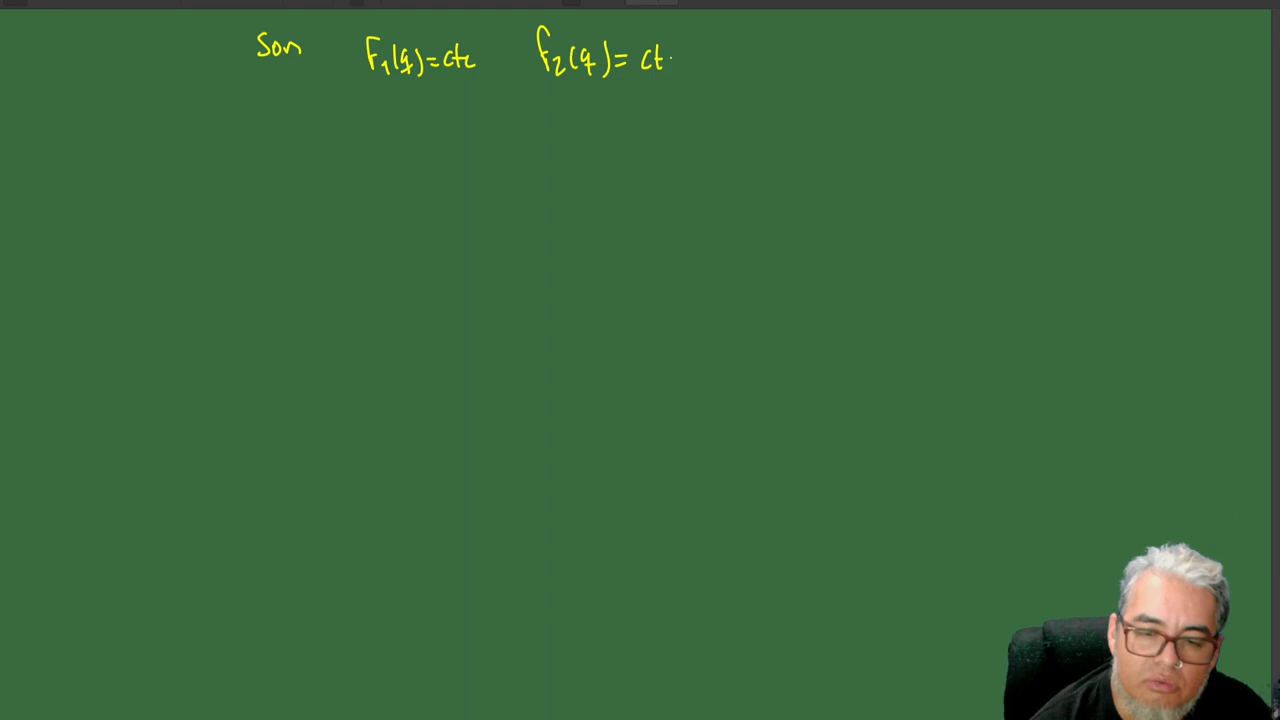 Son F₁(q)=cte f₂(q)= ct